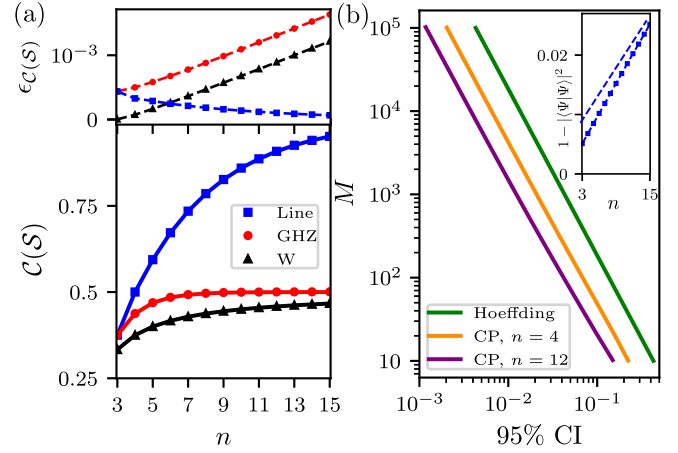 (a)
10⁻³
0
ϵ_𝒞(𝒮)
0.75
0.5
0.25
𝒞(𝒮)
Line
GHZ
W
3 5 7 9 11 13 15
n
(b)
10⁵
10⁴
10³
10²
10
M
Hoeffding
CP, n = 4
CP, n = 12
10⁻³ 10⁻² 10⁻¹
95% CI
0.02
0
1 − |⟨Ψ|Ψ̃⟩|²
3 15
n